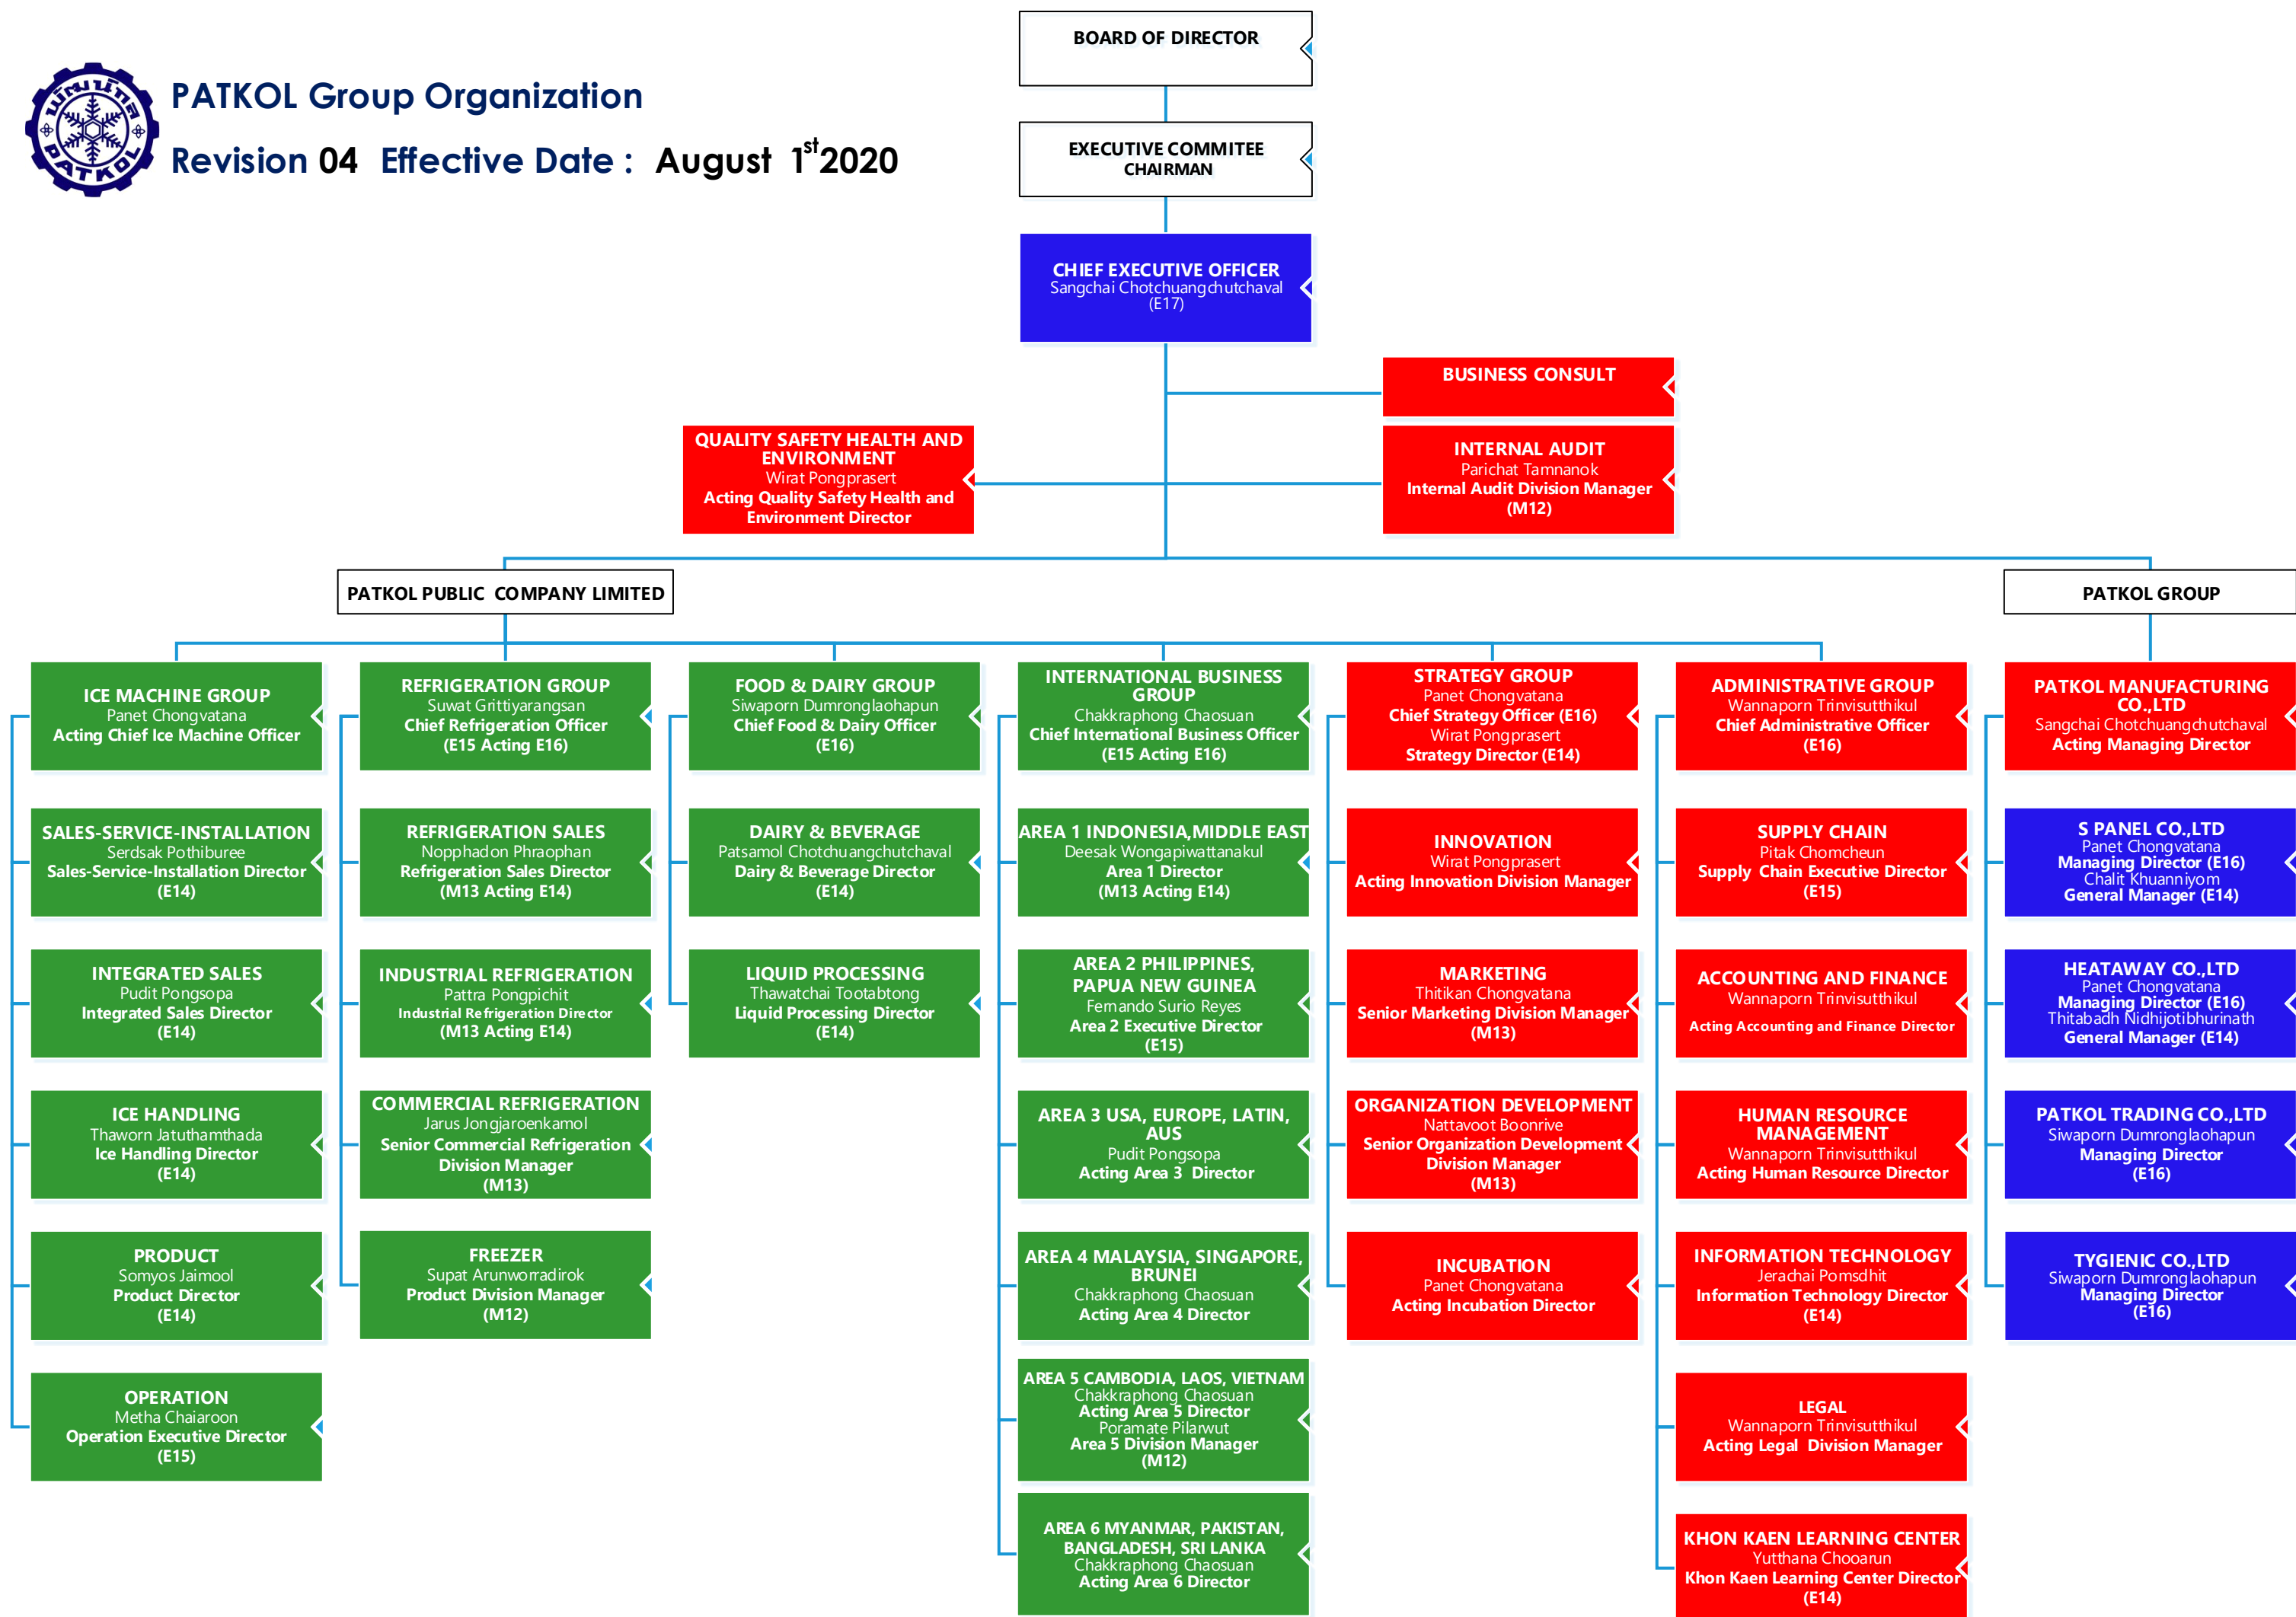 พัฒน์กล
PATKOL
PATKOL Group Organization
Revision 04 Effective Date : August 1st 2020
BOARD OF DIRECTOR
EXECUTIVE COMMITEE
CHAIRMAN
CHIEF EXECUTIVE OFFICER
Sangchai Chotchuangchutchaval
(E17)
BUSINESS CONSULT
QUALITY SAFETY HEALTH AND
ENVIRONMENT
Wirat Pongprasert
Acting Quality Safety Health and
Environment Director
INTERNAL AUDIT
Parichat Tamnanok
Internal Audit Division Manager
(M12)
PATKOL PUBLIC COMPANY LIMITED
PATKOL GROUP
ICE MACHINE GROUP
Panet Chongvatana
Acting Chief Ice Machine Officer
SALES-SERVICE-INSTALLATION
Serdsak Pothiburee
Sales-Service-Installation Director
(E14)
INTEGRATED SALES
Pudit Pongsopa
Integrated Sales Director
(E14)
ICE HANDLING
Thaworn Jatuthamthada
Ice Handling Director
(E14)
PRODUCT
Somyos Jaimool
Product Director
(E14)
OPERATION
Metha Chaiaroon
Operation Executive Director
(E15)
REFRIGERATION GROUP
Suwat Grittiyarangsan
Chief Refrigeration Officer
(E15 Acting E16)
REFRIGERATION SALES
Nopphadon Phraophan
Refrigeration Sales Director
(M13 Acting E14)
INDUSTRIAL REFRIGERATION
Pattra Pongpichit
Industrial Refrigeration Director
(M13 Acting E14)
COMMERCIAL REFRIGERATION
Jarus Jongjaroenkamol
Senior Commercial Refrigeration
Division Manager
(M13)
FREEZER
Supat Arunworradirok
Product Division Manager
(M12)
FOOD & DAIRY GROUP
Siwaporn Dumronglaohapun
Chief Food & Dairy Officer
(E16)
DAIRY & BEVERAGE
Patsamol Chotchuangchutchaval
Dairy & Beverage Director
(E14)
LIQUID PROCESSING
Thawatchai Tootabtong
Liquid Processing Director
(E14)
INTERNATIONAL BUSINESS
GROUP
Chakkraphong Chaosuan
Chief International Business Officer
(E15 Acting E16)
AREA 1 INDONESIA,MIDDLE EAST
Deesak Wongapiwattanakul
Area 1 Director
(M13 Acting E14)
AREA 2 PHILIPPINES,
PAPUA NEW GUINEA
Fernando Surio Reyes
Area 2 Executive Director
(E15)
AREA 3 USA, EUROPE, LATIN,
AUS
Pudit Pongsopa
Acting Area 3 Director
AREA 4 MALAYSIA, SINGAPORE,
BRUNEI
Chakkraphong Chaosuan
Acting Area 4 Director
AREA 5 CAMBODIA, LAOS, VIETNAM
Chakkraphong Chaosuan
Acting Area 5 Director
Poramate Pilarwut
Area 5 Division Manager
(M12)
AREA 6 MYANMAR, PAKISTAN,
BANGLADESH, SRI LANKA
Chakkraphong Chaosuan
Acting Area 6 Director
STRATEGY GROUP
Panet Chongvatana
Chief Strategy Officer (E16)
Wirat Pongprasert
Strategy Director (E14)
INNOVATION
Wirat Pongprasert
Acting Innovation Division Manager
MARKETING
Thitikan Chongvatana
Senior Marketing Division Manager
(M13)
ORGANIZATION DEVELOPMENT
Nattavoot Boonrive
Senior Organization Development
Division Manager
(M13)
INCUBATION
Panet Chongvatana
Acting Incubation Director
ADMINISTRATIVE GROUP
Wannaporn Trinvisutthikul
Chief Administrative Officer
(E16)
SUPPLY CHAIN
Pitak Chomcheun
Supply Chain Executive Director
(E15)
ACCOUNTING AND FINANCE
Wannaporn Trinvisutthikul
Acting Accounting and Finance Director
HUMAN RESOURCE
MANAGEMENT
Wannaporn Trinvisutthikul
Acting Human Resource Director
INFORMATION TECHNOLOGY
Jerachai Pornsdhit
Information Technology Director
(E14)
LEGAL
Wannaporn Trinvisutthikul
Acting Legal Division Manager
KHON KAEN LEARNING CENTER
Yutthana Chooarun
Khon Kaen Learning Center Director
(E14)
PATKOL MANUFACTURING
CO.,LTD
Sangchai Chotchuangchutchaval
Acting Managing Director
S PANEL CO.,LTD
Panet Chongvatana
Managing Director (E16)
Chalit Khuanniyom
General Manager (E14)
HEATAWAY CO.,LTD
Panet Chongvatana
Managing Director (E16)
Thitabadh Nidhijotibhurinath
General Manager (E14)
PATKOL TRADING CO.,LTD
Siwaporn Dumronglaohapun
Managing Director
(E16)
TYGIENIC CO.,LTD
Siwaporn Dumronglaohapun
Managing Director
(E16)